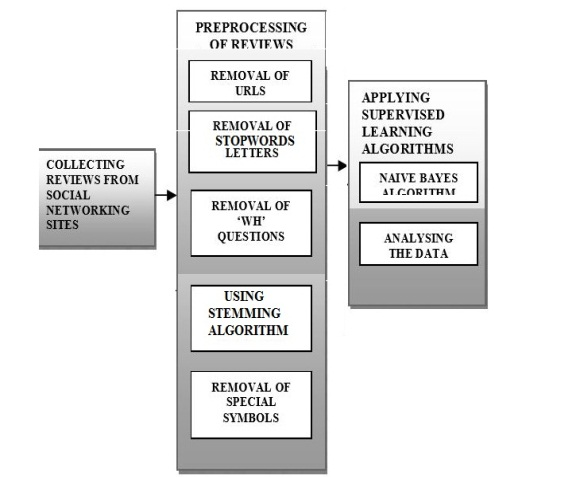 COLLECTING
REVIEWS FROM
SOCIAL
NETWORKING
SITES
PREPROCESSING
OF REVIEWS
REMOVAL OF
URLS
REMOVAL OF
STOPWORDS
LETTERS
REMOVAL OF
‘WH’
QUESTIONS
USING
STEMMING
ALGORITHM
REMOVAL OF
SPECIAL
SYMBOLS
APPLYING
SUPERVISED
LEARNING
ALGORITHMS
NAIVE BAYES
ALGORITHM
ANALYSING
THE DATA